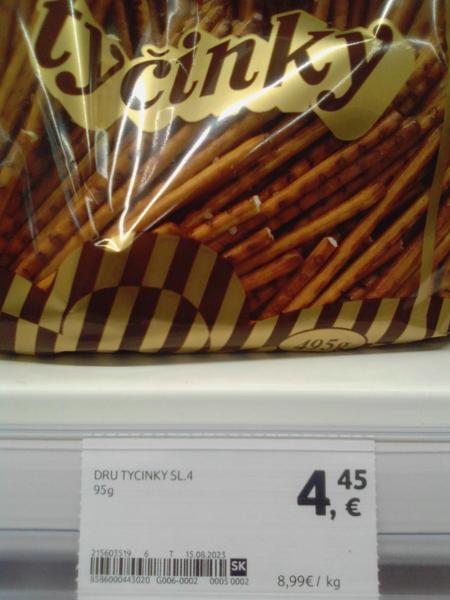 tyčinky
495g
DRU TYCINKY SL.4
95g
4,45 €
215603519 6 T 15.08.2023
SK
8586000443020 G006-0002 0005 0002
8,99€/ kg